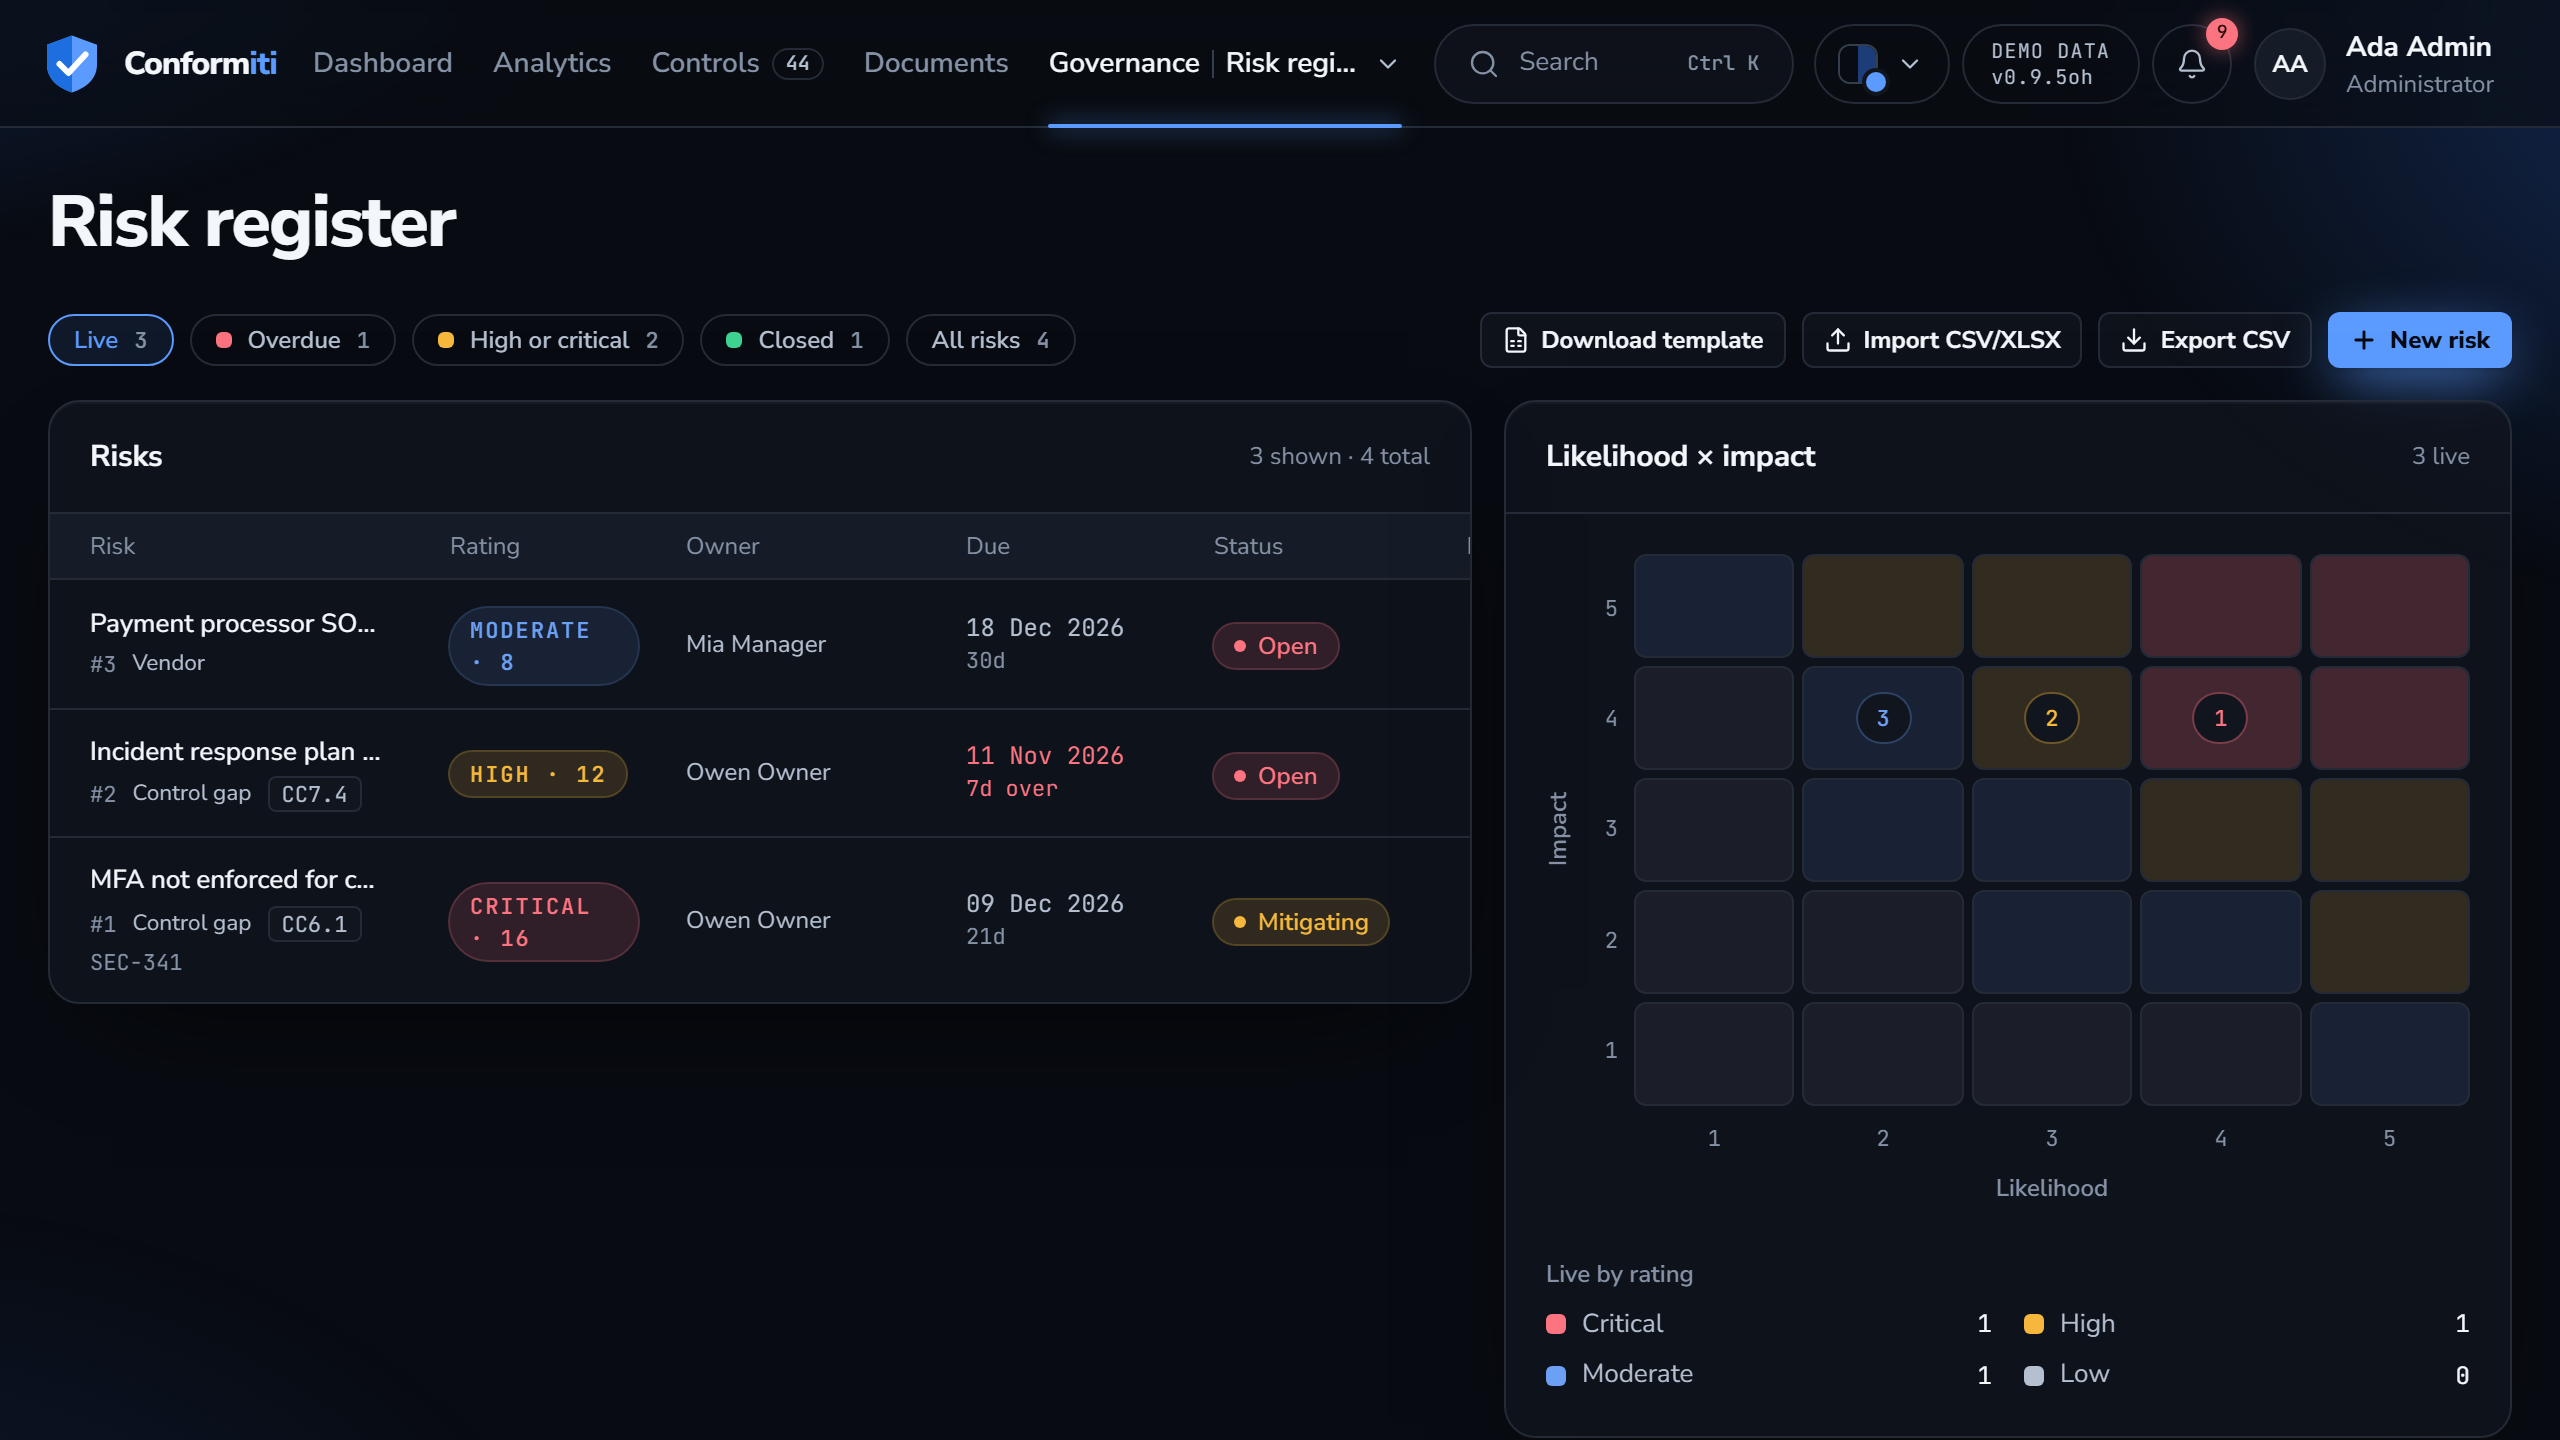 Conformiti
Dashboard
Analytics
Controls 44
Documents
Governance | Risk regi...
Search Ctrl K
DEMO DATA
v0.9.5oh
9
AA
Ada Admin
Administrator
Risk register
Live 3
Overdue 1
High or critical 2
Closed 1
All risks 4
Download template
Import CSV/XLSX
Export CSV
+ New risk
Risks
3 shown · 4 total
Risk Rating Owner Due Status
Payment processor SO...
#3 Vendor
MODERATE
· 8
Mia Manager
18 Dec 2026
30d
Open
Incident response plan ...
#2 Control gap CC7.4
HIGH · 12
Owen Owner
11 Nov 2026
7d over
Open
MFA not enforced for c...
#1 Control gap CC6.1
SEC-341
CRITICAL
· 16
Owen Owner
09 Dec 2026
21d
Mitigating
Likelihood × impact
3 live
Impact
5
4 3 2 1
3
2
1
1 2 3 4 5
Likelihood
Live by rating
Critical 1
High 1
Moderate 1
Low 0